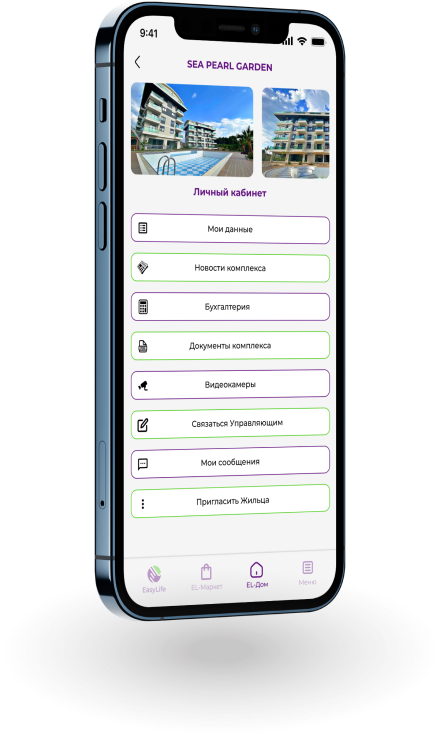 9:41
SEA PEARL GARDEN
Личный кабинет
Мои данные
Новости комплекса
Бухгалтерия
Документы комплекса
Видеокамеры
Связаться Управляющим
Мои сообщения
Пригласить Жильца
EasyLife
EL-Маркет
EL-Дом
Меню